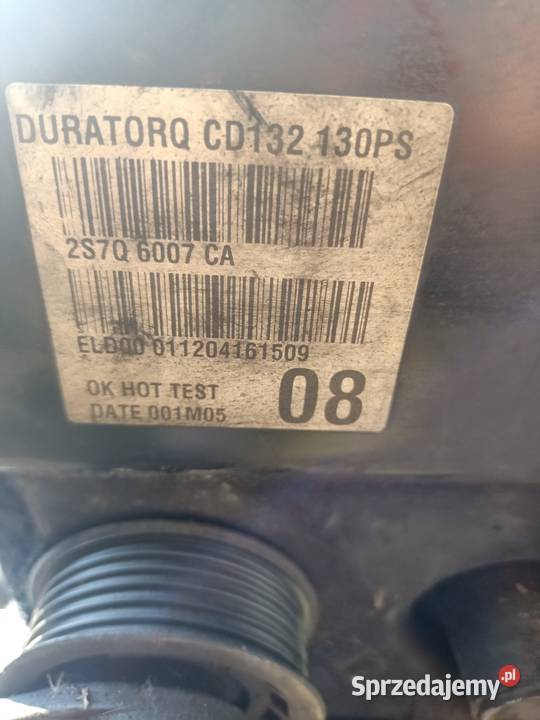 DURATORQ CD132 130PS
2S7Q 6007 CA
ELD00 011204161509
OK HOT TEST
DATE 001M05
08
Sprzedajemy.pl